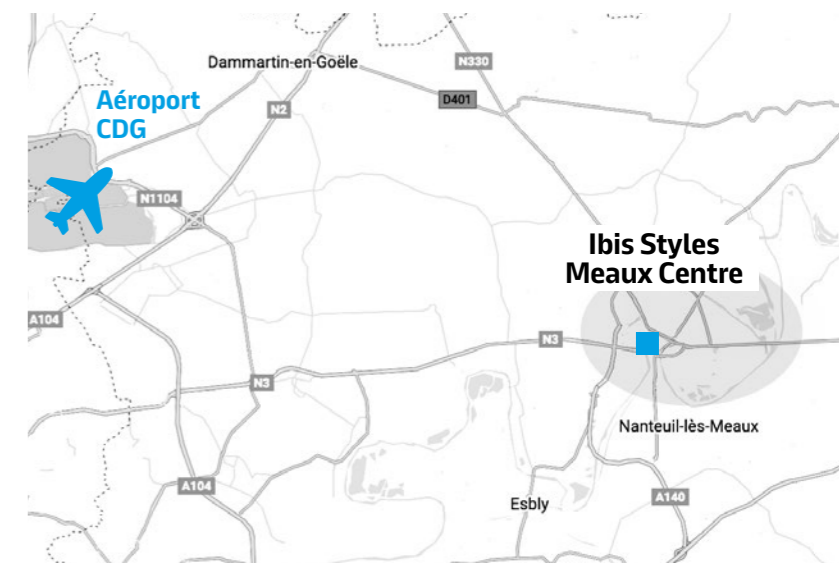 Dammartin-en-Goële
N330
Aéroport
CDG
D401
N2
N1104
Ibis Styles
Meaux Centre
A104
N3
N3
Nanteuil-lès-Meaux
A104
Esbly
A140